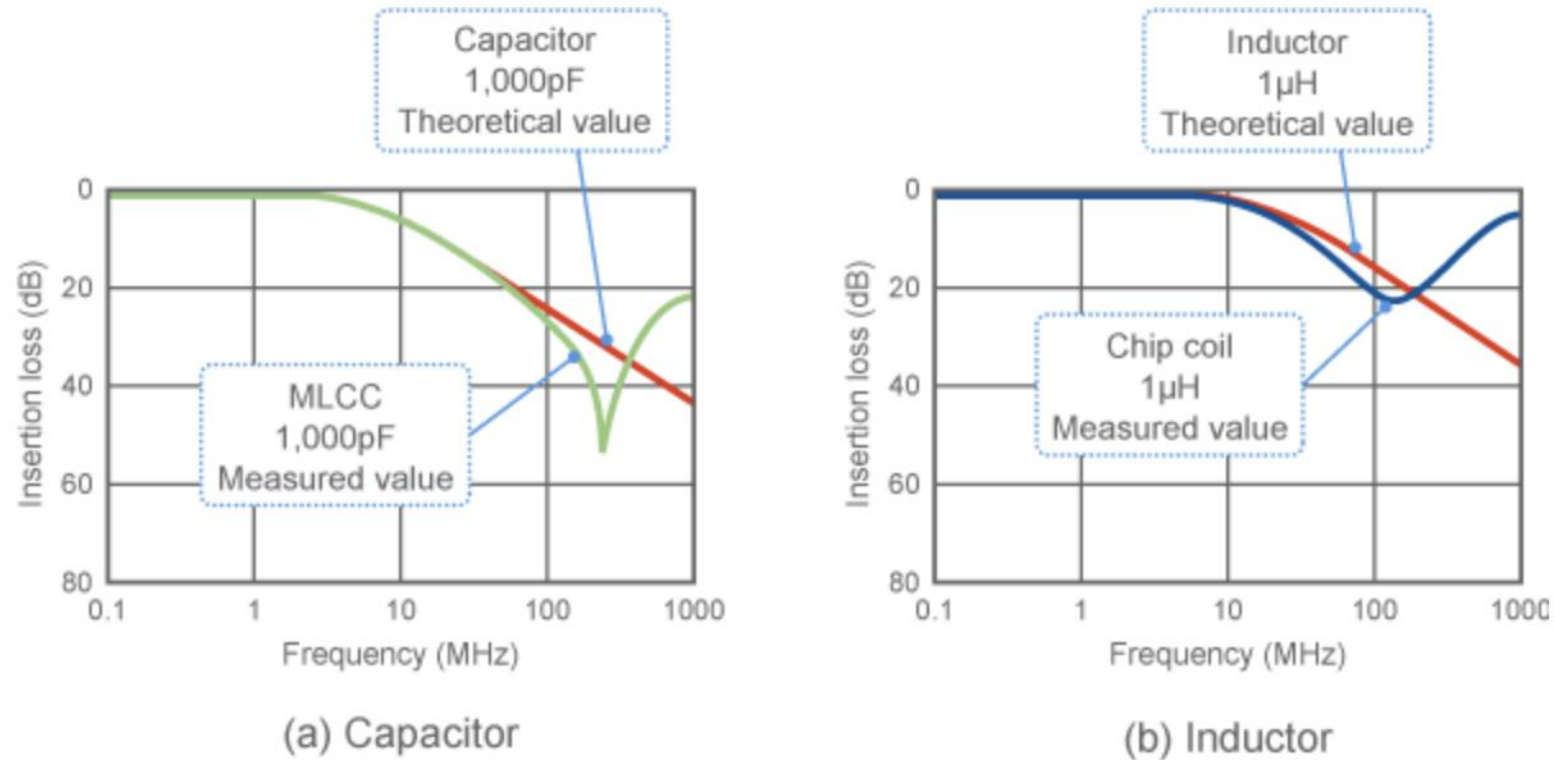 Capacitor
1,000pF
Theoretical value
Inductor
1µH
Theoretical value
0
20
40
60
80
Insertion loss (dB)
MLCC
1,000pF
Measured value
0.1
1
10
100
1000
Frequency (MHz)
(a) Capacitor
0
20
40
60
80
Insertion loss (dB)
Chip coil
1µH
Measured value
0.1
1
10
100
1000
Frequency (MHz)
(b) Inductor